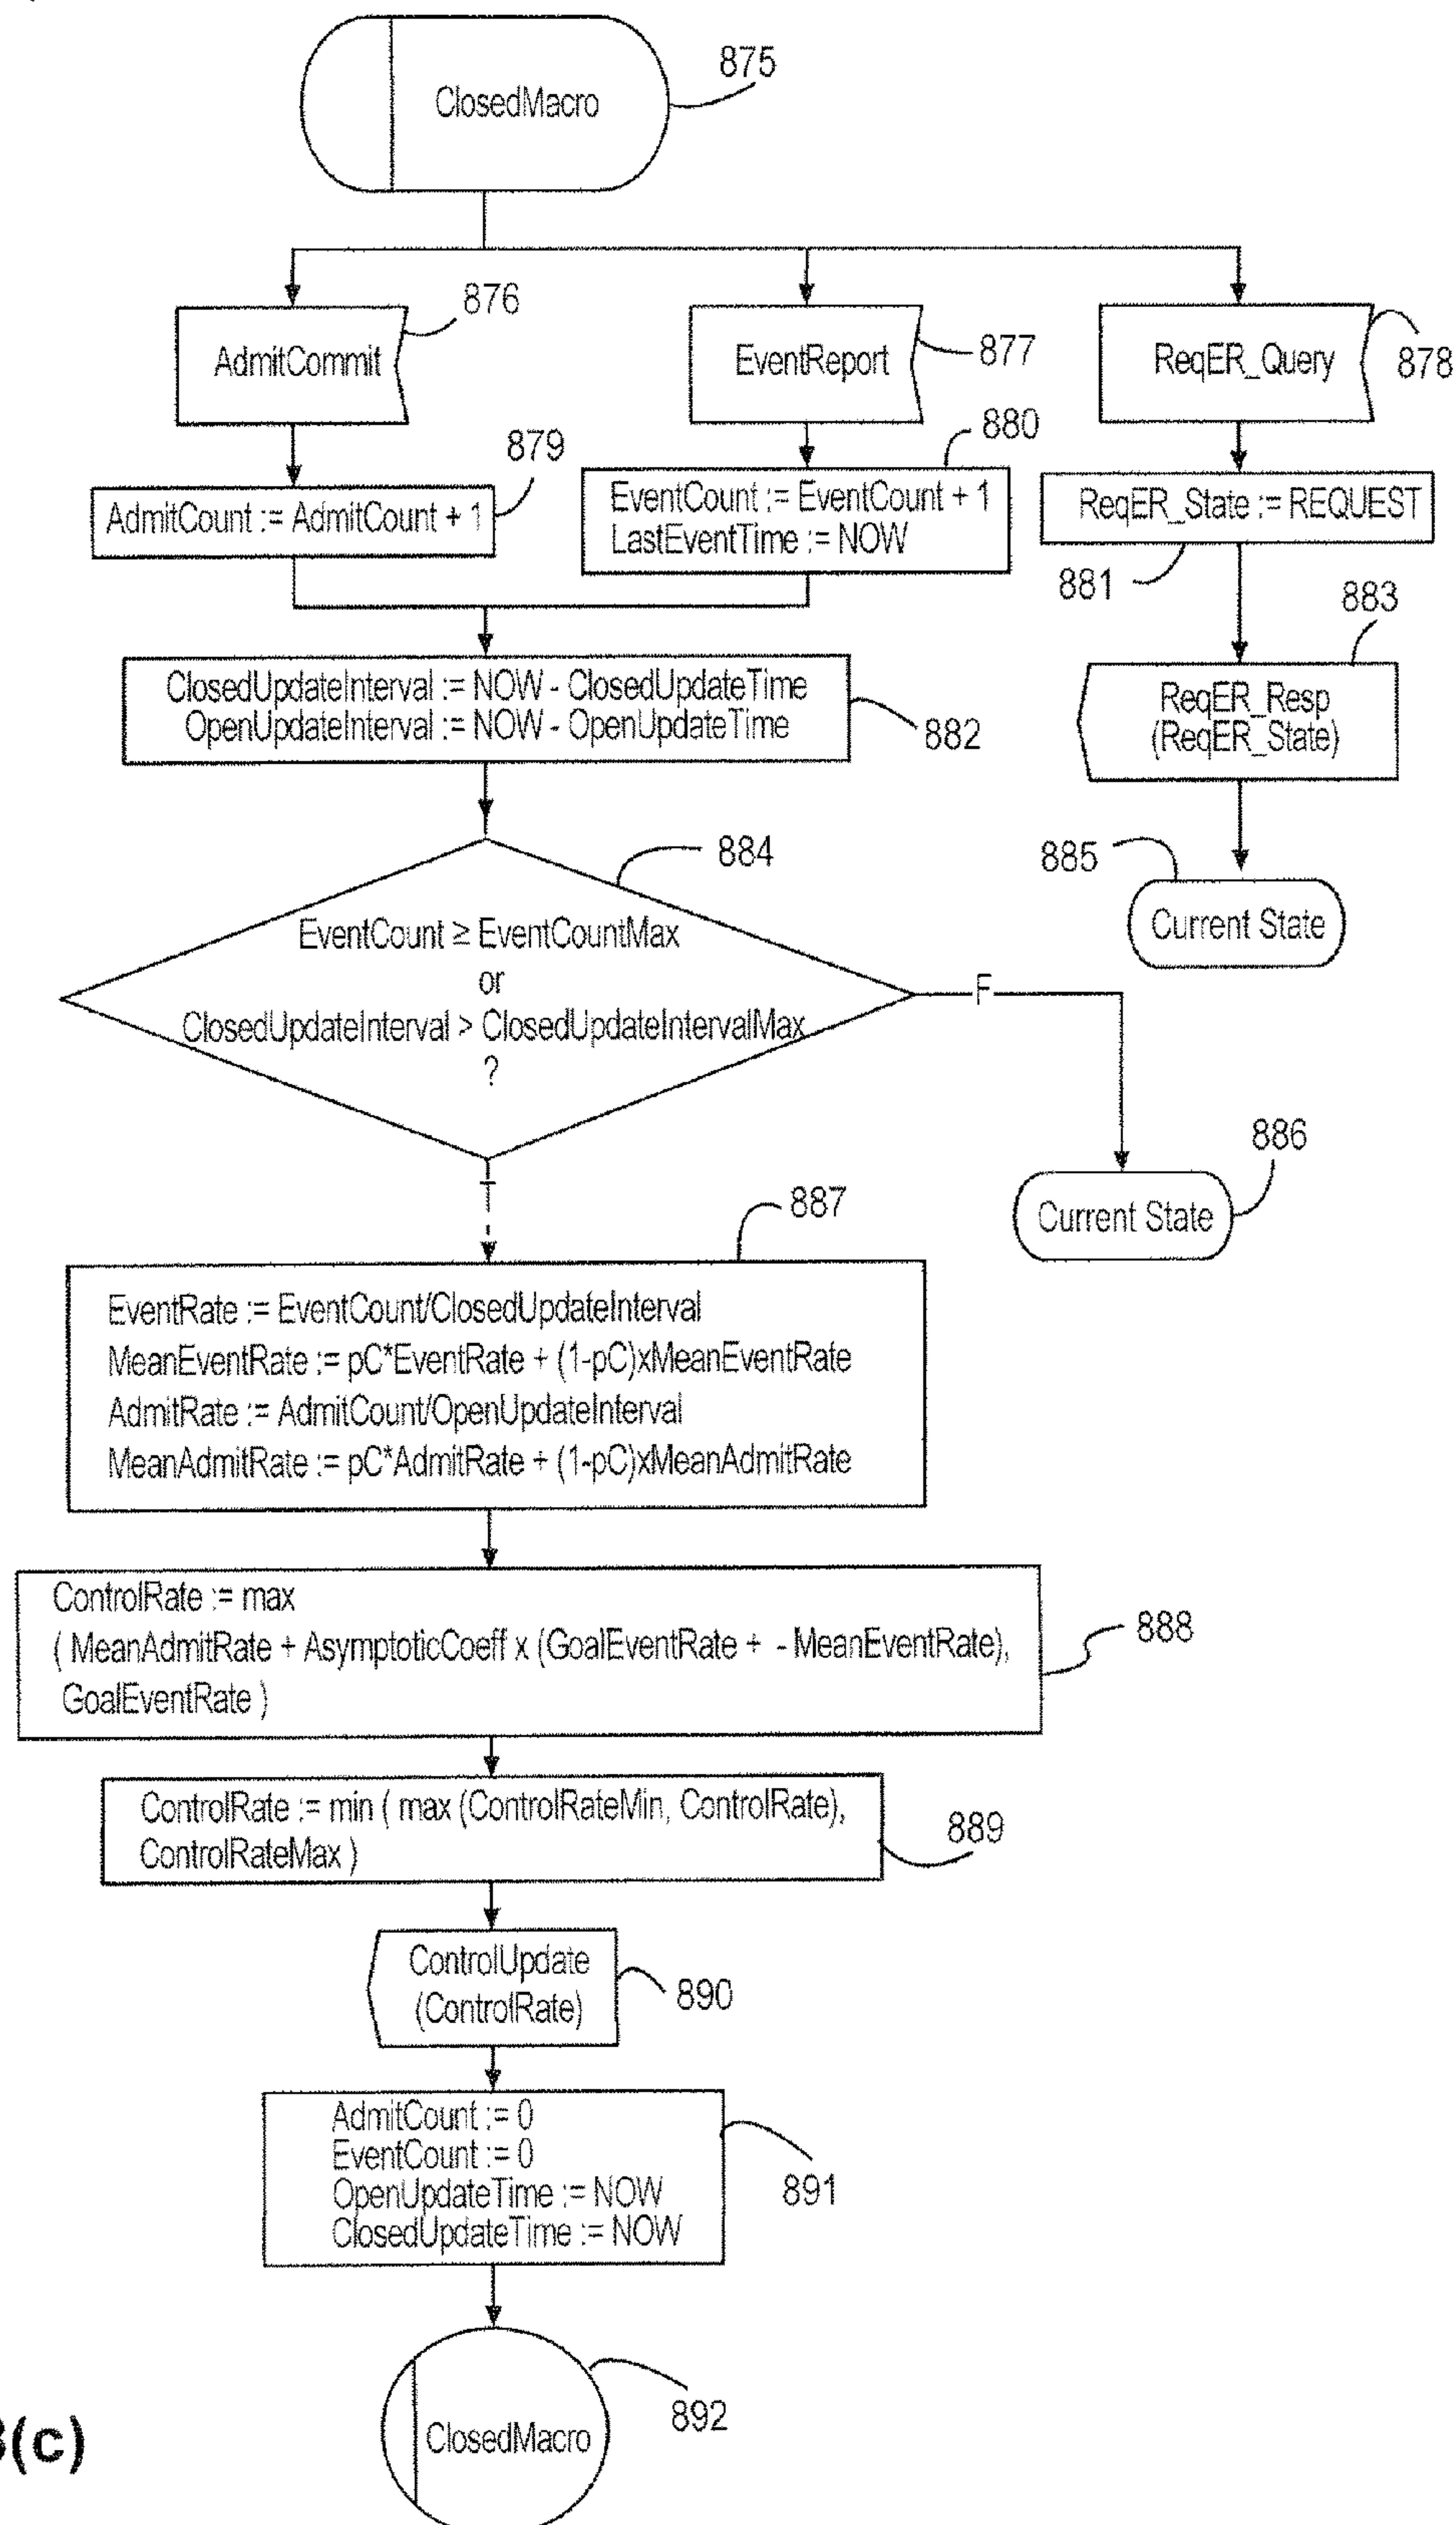 ClosedMacro
875
AdmitCommit
876
EventReport
877
ReqER_Query
878
AdmitCount := AdmitCount + 1
879
EventCount := EventCount + 1
LastEventTime := NOW
880
ReqER_State := REQUEST
881
ClosedUpdateInterval := NOW - ClosedUpdateTime
OpenUpdateInterval := NOW - OpenUpdateTime
882
ReqER_Resp
(ReqER_State)
883
EventCount ≥ EventCountMax
or
ClosedUpdateInterval > ClosedUpdateIntervalMax
?
884
F
Current State
885
Current State
886
T
EventRate := EventCount/ClosedUpdateInterval
MeanEventRate := pC*EventRate + (1-pC)xMeanEventRate
AdmitRate := AdmitCount/OpenUpdateInterval
MeanAdmitRate := pC*AdmitRate + (1-pC)xMeanAdmitRate
887
ControlRate := max
( MeanAdmitRate + AsymptoticCoeff x (GoalEventRate + - MeanEventRate),
GoalEventRate )
888
ControlRate := min ( max (ControlRateMin, ControlRate),
ControlRateMax )
889
ControlUpdate
(ControlRate)
890
AdmitCount := 0
EventCount := 0
OpenUpdateTime := NOW
ClosedUpdateTime := NOW
891
ClosedMacro
892
(c)